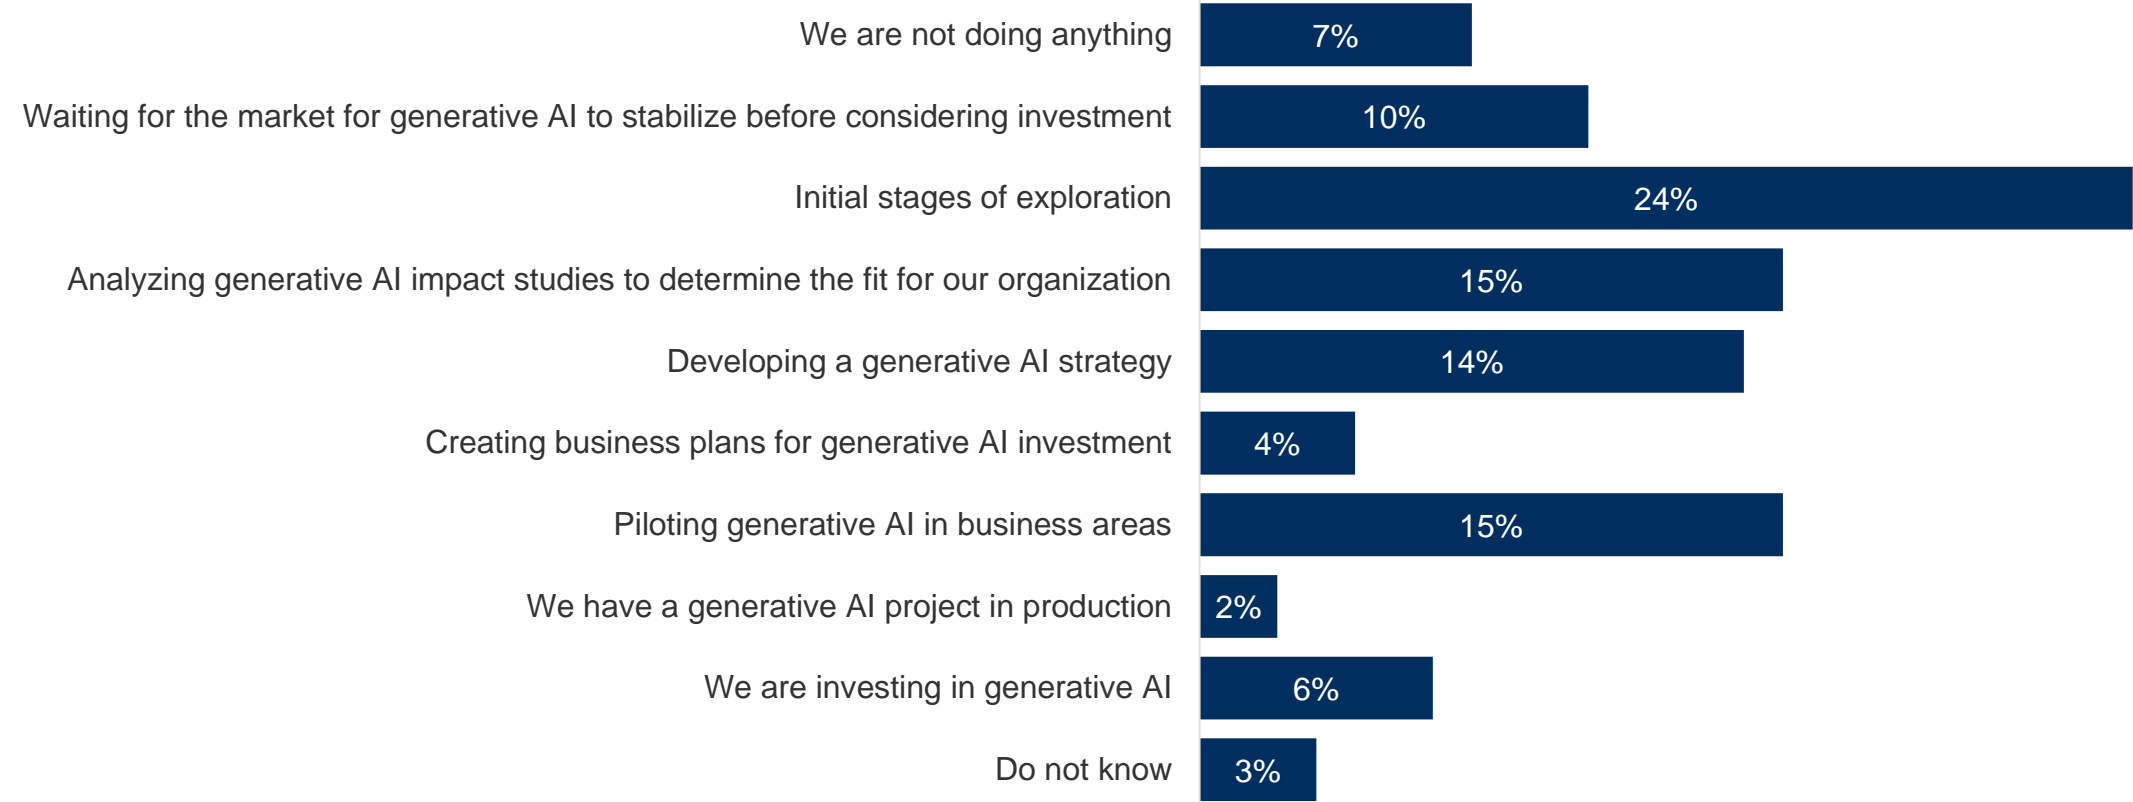 We are not doing anything 7%
Waiting for the market for generative AI to stabilize before considering investment 10%
Initial stages of exploration 24%
Analyzing generative AI impact studies to determine the fit for our organization 15%
Developing a generative AI strategy 14%
Creating business plans for generative AI investment 4%
Piloting generative AI in business areas 15%
We have a generative AI project in production 2%
We are investing in generative AI 6%
Do not know 3%